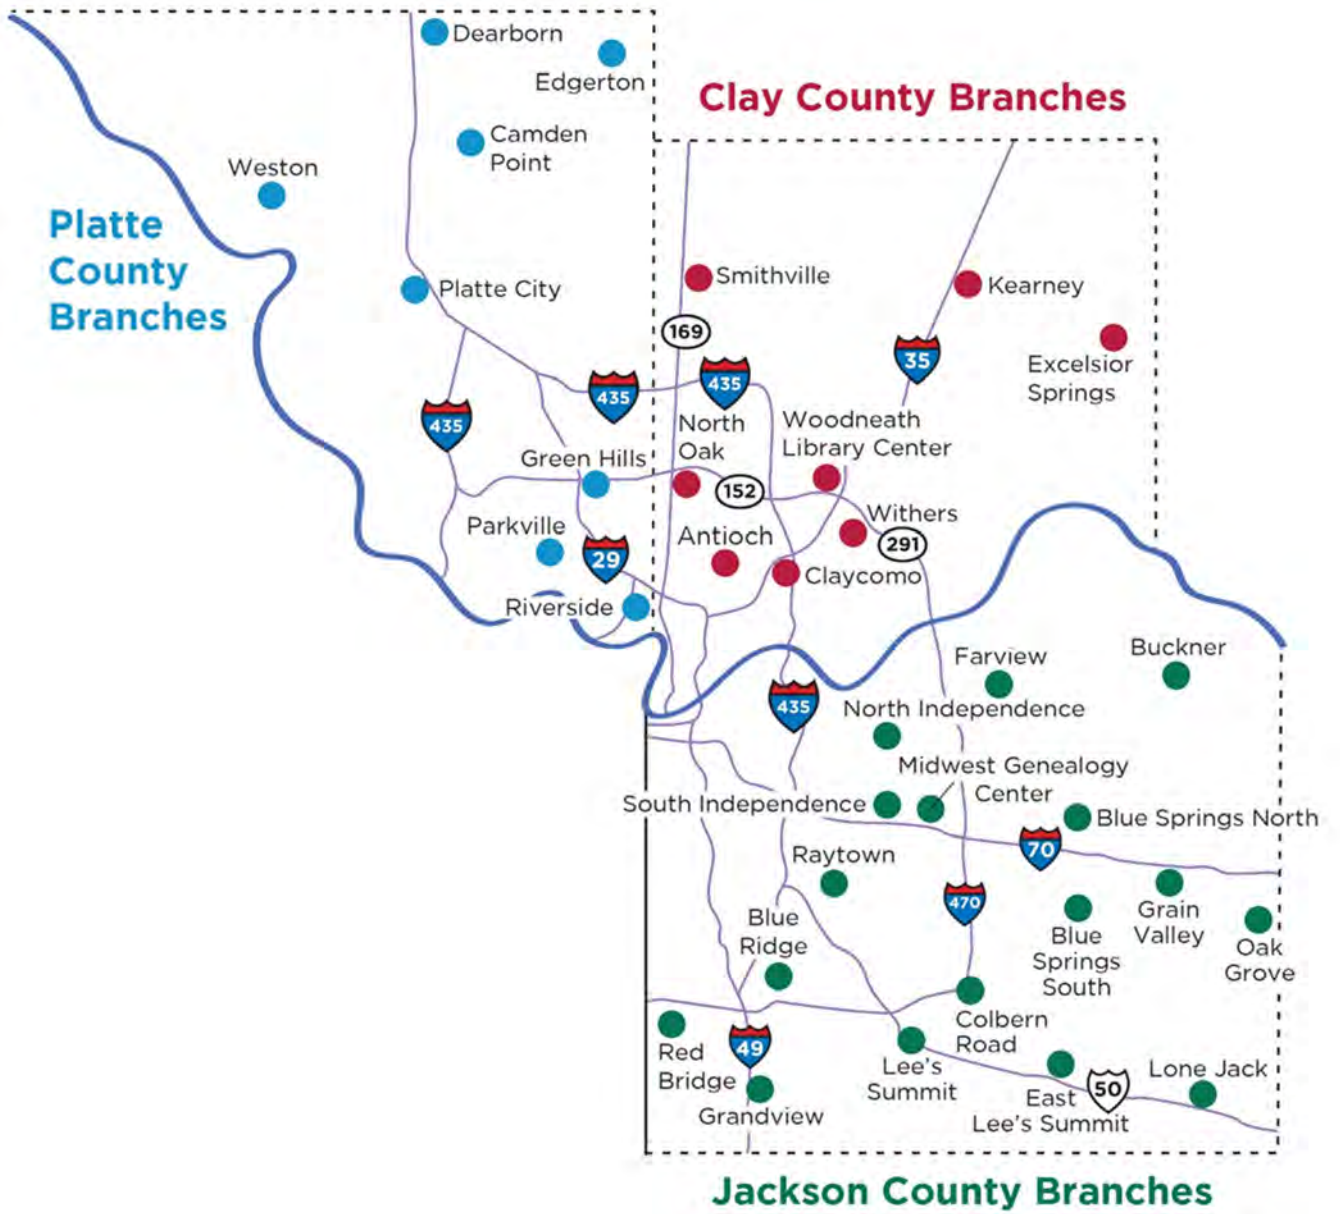 Dearborn
Edgerton
Clay County Branches
Camden
Point
Weston
Platte
County
Branches
Platte City
Smithville
Kearney
169
35
Excelsior
Springs
435
435
435
North
Oak
Woodneath
Library Center
Green Hills
152
Parkville
Withers
Antioch
291
29
Claycomo
Riverside
Farview
Buckner
435
North Independence
Midwest Genealogy
Center
South Independence
Blue Springs North
70
Raytown
470
Blue
Ridge
Grain
Valley
Blue
Springs
South
Oak
Grove
Colbern
Road
Red
Bridge
49
Lee's
Summit
East
Lee's Summit
50
Lone Jack
Grandview
Jackson County Branches